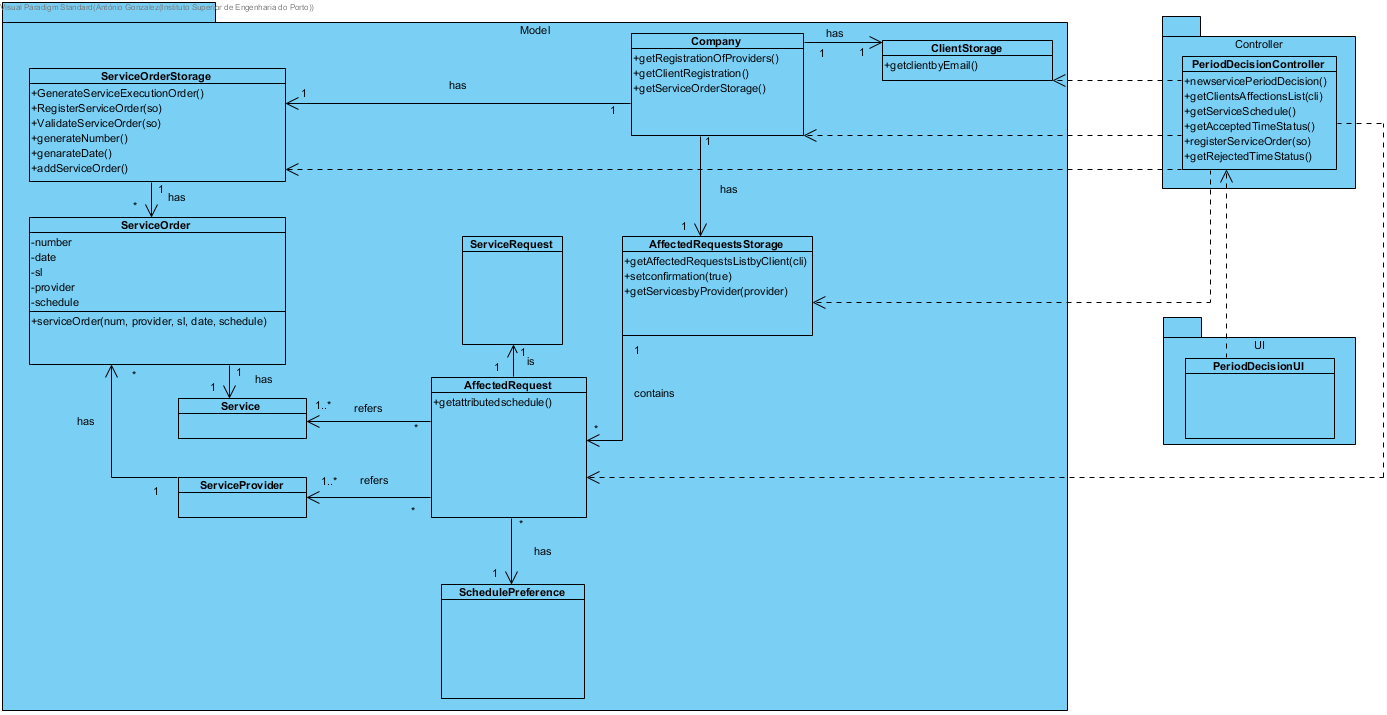 Visual Paradigm Standard(António Gonzalez(Instituto Superior de Engenharia do Porto))
Model
Company
+getRegistrationOfProviders()
+getClientRegistration()
+getServiceOrderStorage()
has
1
1
ClientStorage
+getclientbyEmail()
Controller
PeriodDecisionController
+newservicePeriodDecision()
+getClientsAffectionsList(cli)
+getServiceSchedule()
+getAcceptedTimeStatus()
+registerServiceOrder(so)
+getRejectedTimeStatus()
ServiceOrderStorage
+GenerateServiceExecutionOrder()
+RegisterServiceOrder(so)
+ValidateServiceOrder(so)
+generateNumber()
+genarateDate()
+addServiceOrder()
has
1
1
1
has
1
1
has
*
ServiceOrder
-number
-date
-sl
-provider
-schedule
+serviceOrder(num, provider, sl, date, schedule)
ServiceRequest
AffectedRequestsStorage
+getAffectedRequestsListbyClient(cli)
+setconfirmation(true)
+getServicesbyProvider(provider)
UI
PeriodDecisionUI
1
is
1
1
contains
*
AffectedRequest
+getattributedschedule()
*
1
has
1
has
1
Service
1..*
refers
*
ServiceProvider
1..*
refers
*
*
has
1
SchedulePreference